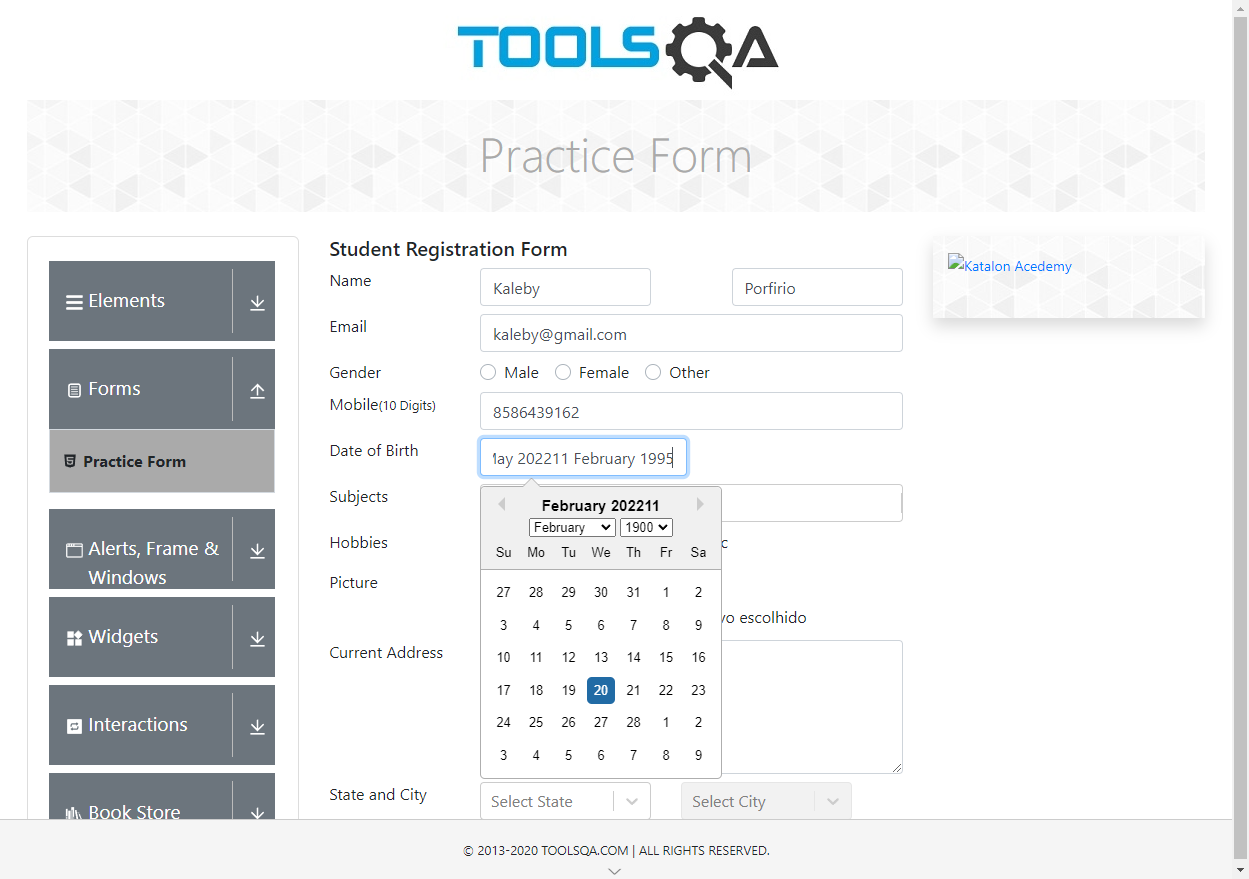 TOOLSQA
Practice Form
Elements
Forms
Practice Form
Alerts, Frame &
Windows
Widgets
Interactions
Book Store
Student Registration Form
Name Kaleby Porfirio
Email kaleby@gmail.com
Gender Male Female Other
Mobile(10 Digits) 8586439162
Date of Birth May 202211 February 1995
Subjects
February 202211
February 1900
Hobbies
Su Mo Tu We Th Fr Sa
Picture
27 28 29 30 31 1 2
vo escolhido
3 4 5 6 7 8 9
Current Address
10 11 12 13 14 15 16
17 18 19 20 21 22 23
24 25 26 27 28 1 2
3 4 5 6 7 8 9
State and City Select State Select City
Katalon Acedemy
© 2013-2020 TOOLSQA.COM | ALL RIGHTS RESERVED.